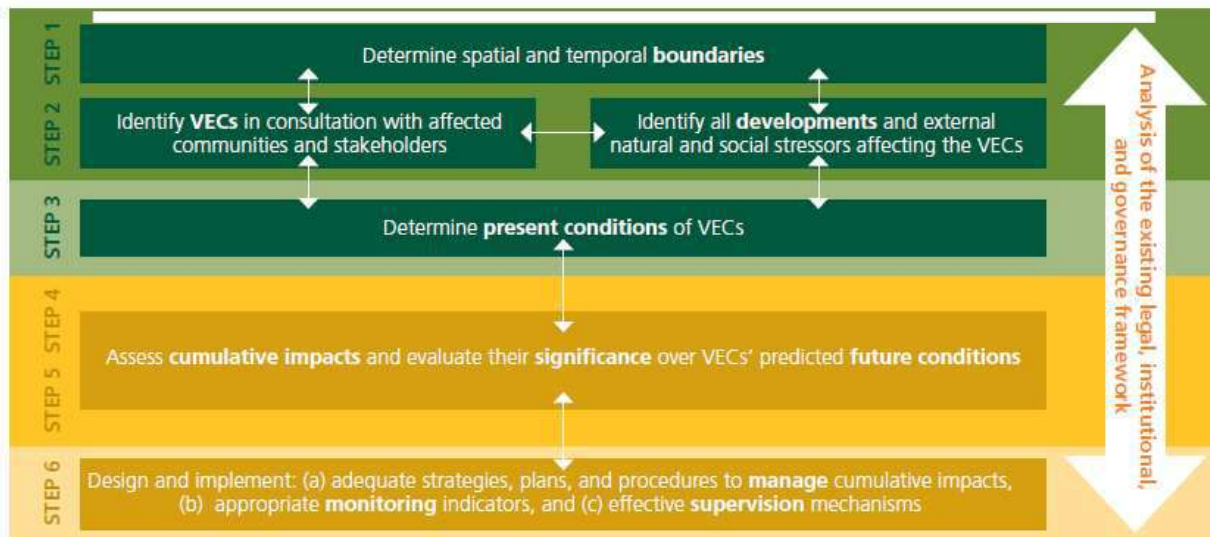 STEP 1
Determine spatial and temporal boundaries
STEP 2
Identify VECs in consultation with affected
communities and stakeholders
Identify all developments and external
natural and social stressors affecting the VECs
STEP 3
Determine present conditions of VECs
STEP 4
STEP 5
Assess cumulative impacts and evaluate their significance over VECs’ predicted future conditions
STEP 6
Design and implement: (a) adequate strategies, plans, and procedures to manage cumulative impacts,
(b) appropriate monitoring indicators, and (c) effective supervision mechanisms
Analysis of the existing legal, institutional,
and governance framework